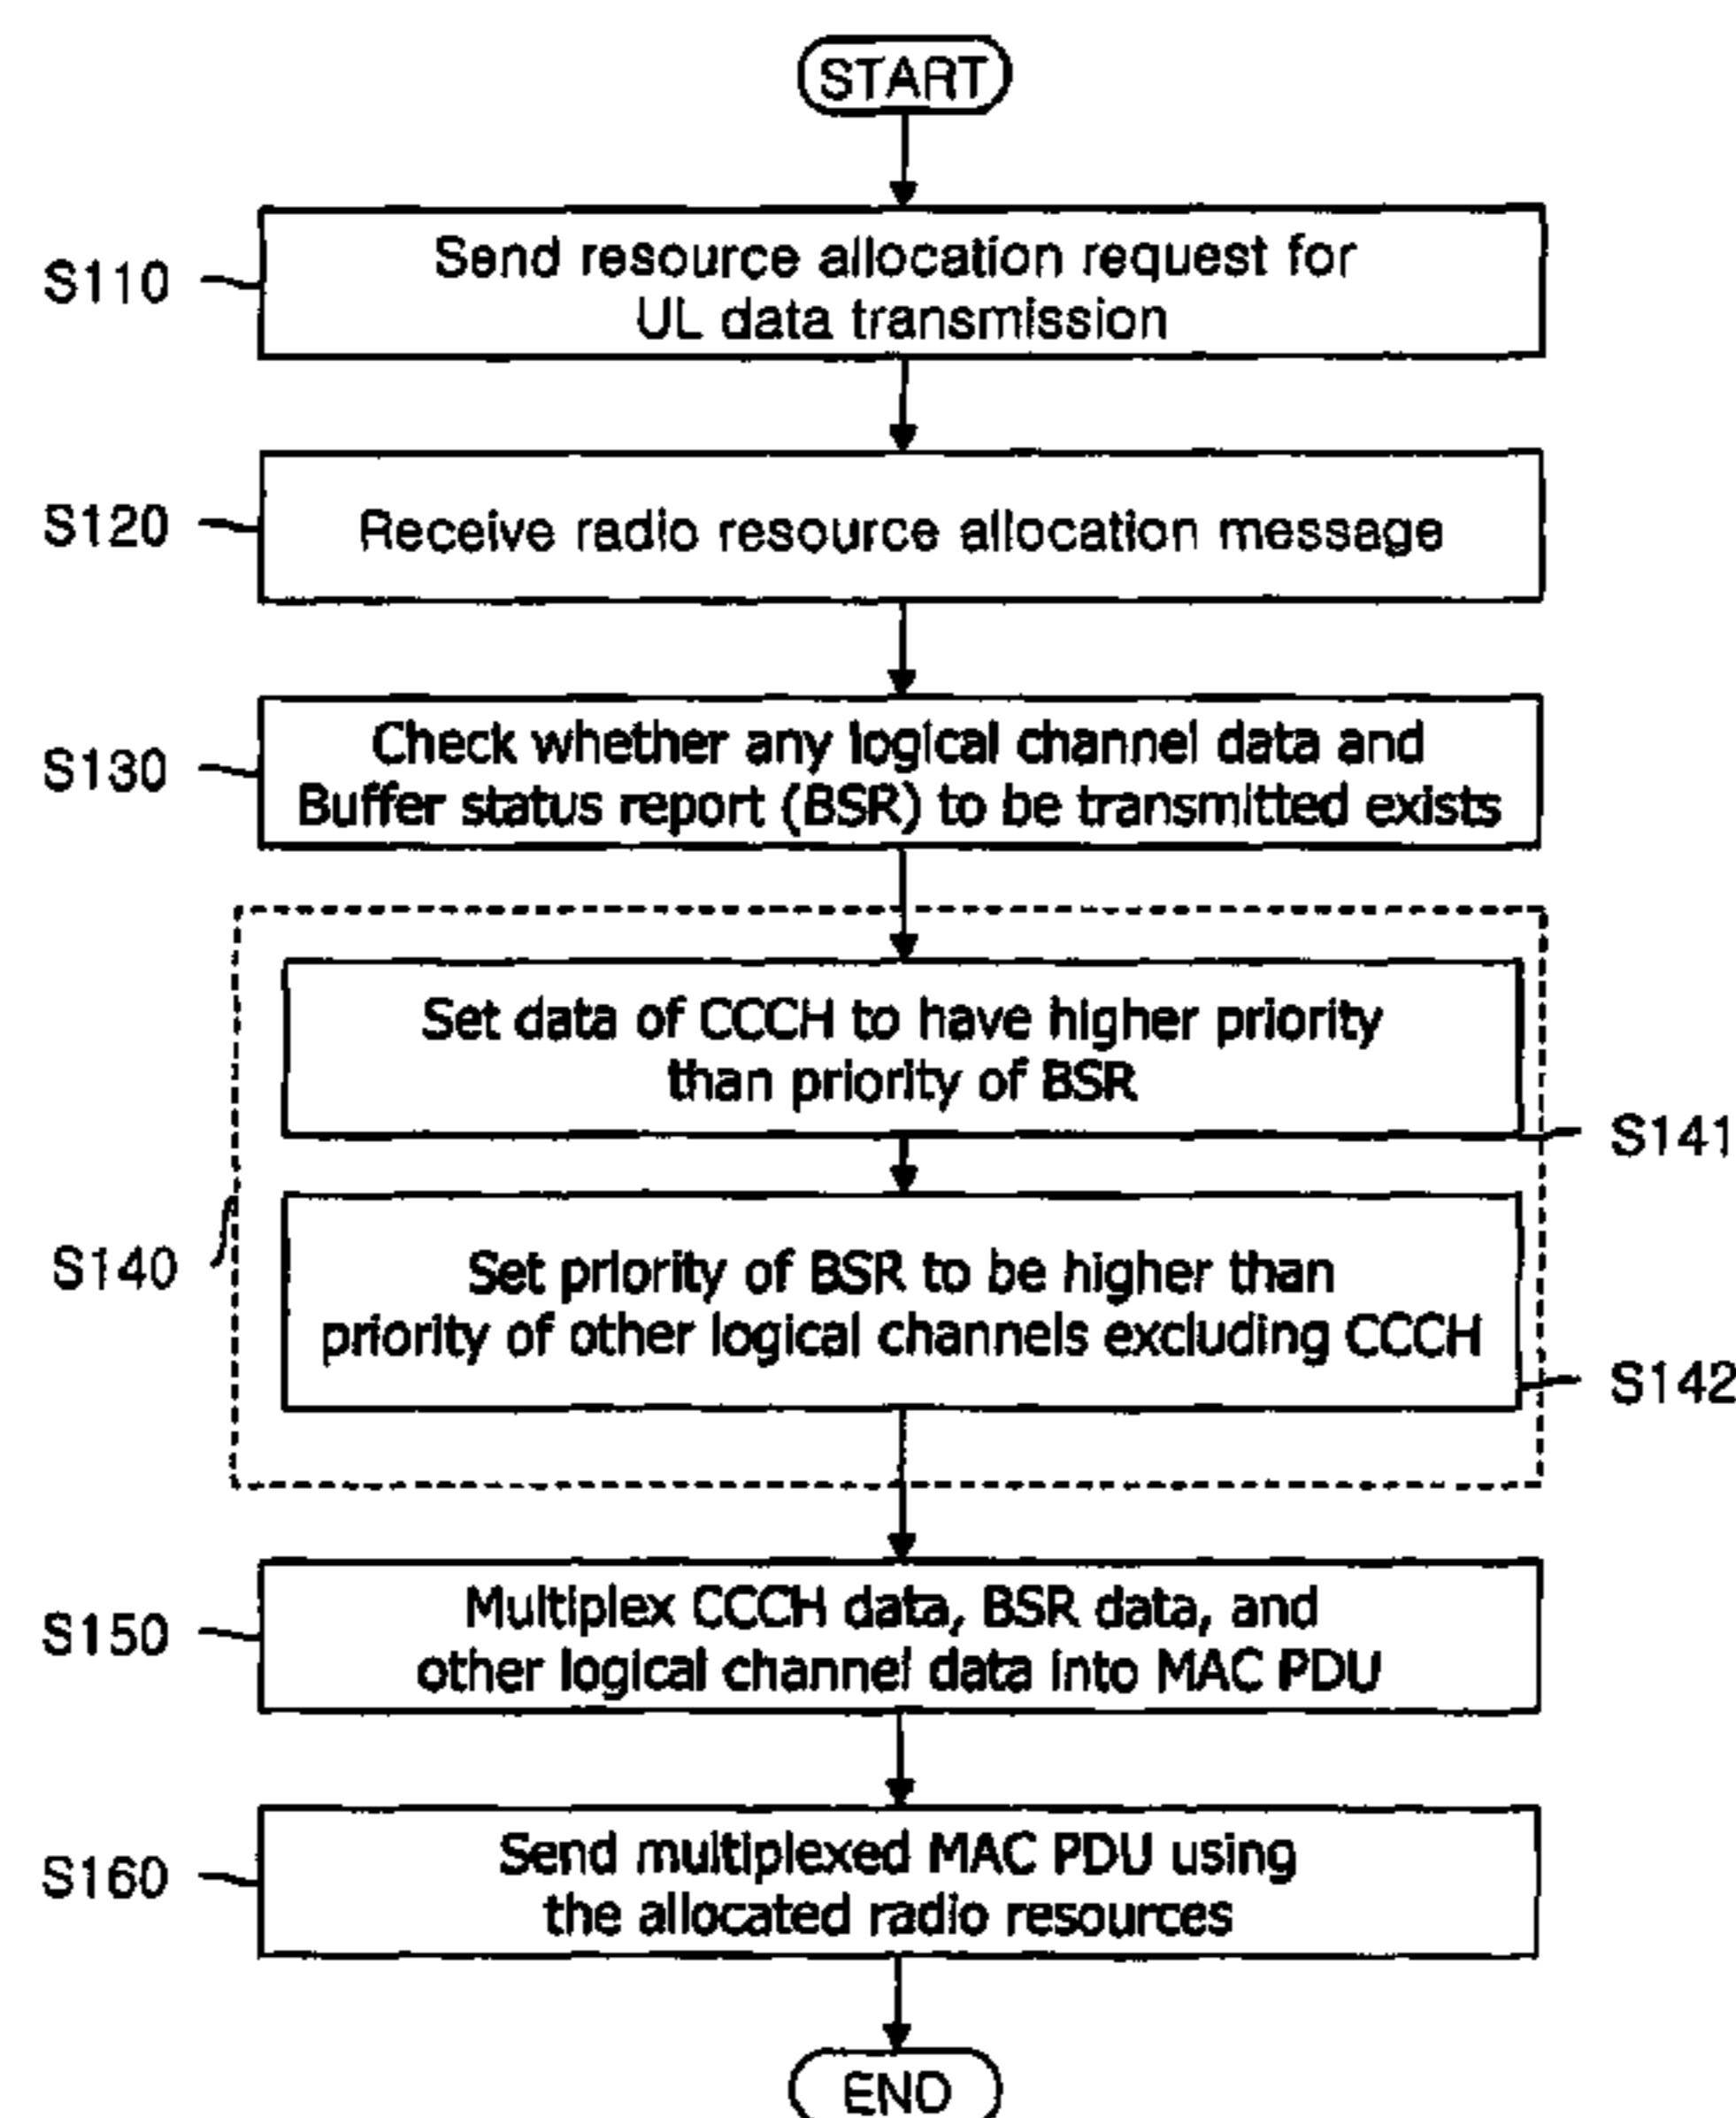 START
S110
Send resource allocation request for
UL data transmission
S120
Receive radio resource allocation message
S130
Check whether any logical channel data and
Buffer status report (BSR) to be transmitted exists
S140
Set data of CCCH to have higher priority
than priority of BSR
S141
Set priority of BSR to be higher than
priority of other logical channels excluding CCCH
S142
S150
Multiplex CCCH data, BSR data, and
other logical channel data into MAC PDU
S160
Send multiplexed MAC PDU using
the allocated radio resources
END